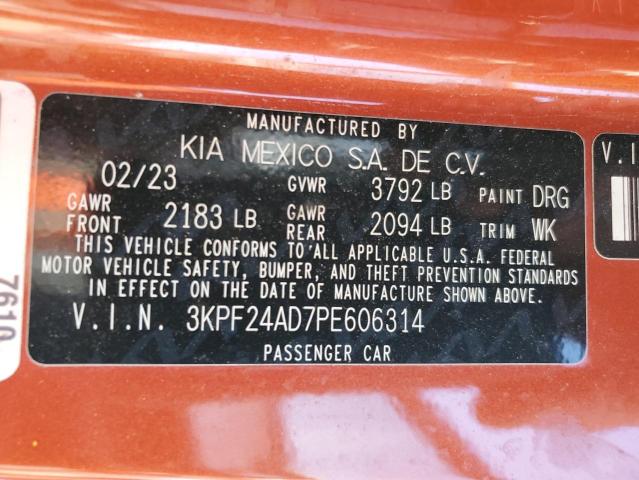 MANUFACTURED BY
KIA MEXICO S.A. DE C.V.
02/23 GVWR 3792 LB PAINT DRG
GAWR FRONT 2183 LB GAWR REAR 2094 LB TRIM WK
THIS VEHICLE CONFORMS TO ALL APPLICABLE U.S.A. FEDERAL
MOTOR VEHICLE SAFETY, BUMPER, AND THEFT PREVENTION STANDARDS
IN EFFECT ON THE DATE OF MANUFACTURE SHOWN ABOVE.
V.I.N. 3KPF24AD7PE606314
PASSENGER CAR
V.I